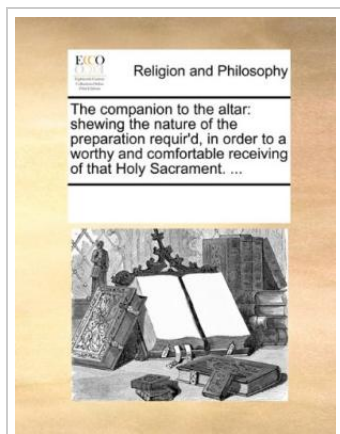 ECCO
Religion and Philosophy
The companion to the altar:
shewing the nature of the
preparation requir'd, in order to a
worthy and comfortable receiving
of that Holy Sacrament. ...